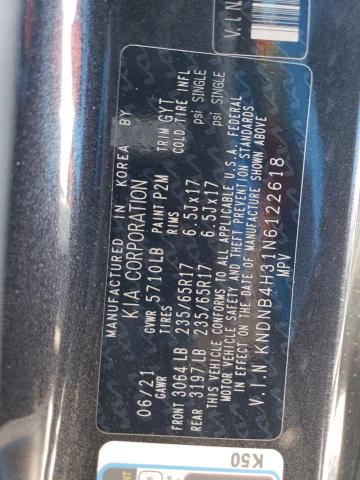 MANUFACTURED IN KOREA BY
KIA CORPORATION
06/21 GVWR 5710LB PAINT P2M TRIM GYT
GAWR TIRES RIMS COLD TIRE INFL
FRONT 3064LB 235/65R17 6.5Jx17 psi SINGLE
REAR 3197LB 235/65R17 6.5Jx17 psi SINGLE
THIS VEHICLE CONFORMS TO ALL APPLICABLE U.S.A. FEDERAL
MOTOR VEHICLE SAFETY AND THEFT PREVENTION STANDARDS
IN EFFECT ON THE DATE OF MANUFACTURE SHOWN ABOVE
V.I.N KNDNB4H31N6122618
MPV
V.I.N
K50